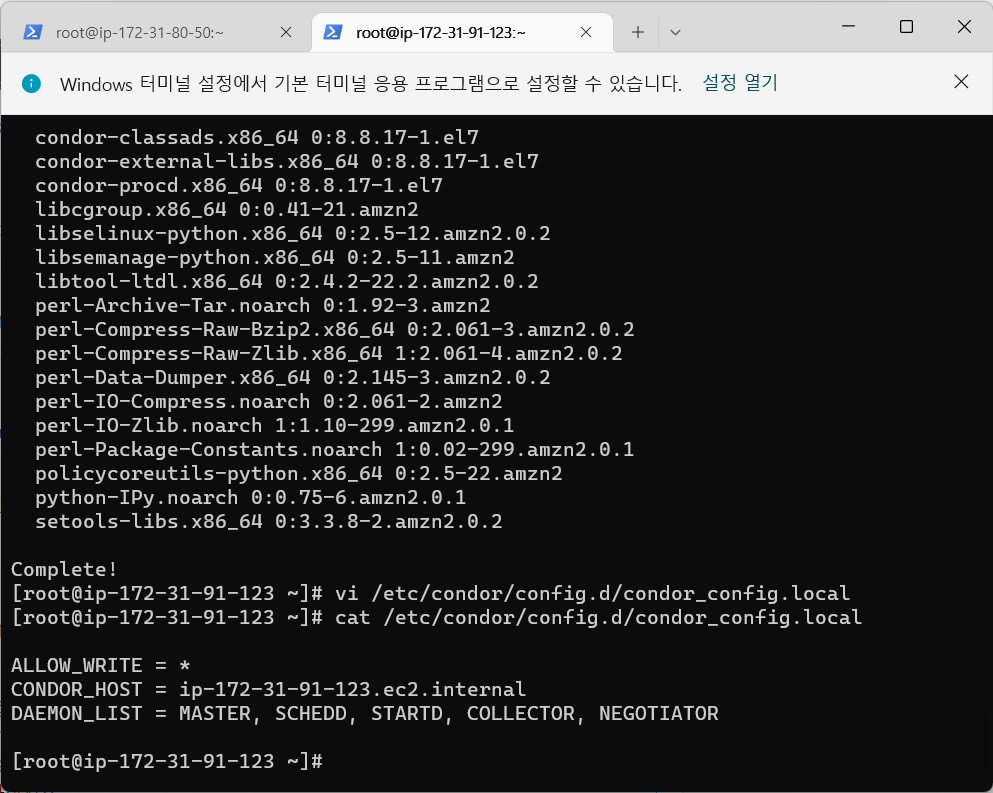 root@ip-172-31-80-50:~
root@ip-172-31-91-123:~
Windows 터미널 설정에서 기본 터미널 응용 프로그램으로 설정할 수 있습니다. 설정 열기
condor-classads.x86_64 0:8.8.17-1.el7
condor-external-libs.x86_64 0:8.8.17-1.el7
condor-procd.x86_64 0:8.8.17-1.el7
libcgroup.x86_64 0:0.41-21.amzn2
libselinux-python.x86_64 0:2.5-12.amzn2.0.2
libsemanage-python.x86_64 0:2.5-11.amzn2
libtool-ltdl.x86_64 0:2.4.2-22.2.amzn2.0.2
perl-Archive-Tar.noarch 0:1.92-3.amzn2
perl-Compress-Raw-Bzip2.x86_64 0:2.061-3.amzn2.0.2
perl-Compress-Raw-Zlib.x86_64 1:2.061-4.amzn2.0.2
perl-Data-Dumper.x86_64 0:2.145-3.amzn2.0.2
perl-IO-Compress.noarch 0:2.061-2.amzn2
perl-IO-Zlib.noarch 1:1.10-299.amzn2.0.1
perl-Package-Constants.noarch 1:0.02-299.amzn2.0.1
policycoreutils-python.x86_64 0:2.5-22.amzn2
python-IPy.noarch 0:0.75-6.amzn2.0.1
setools-libs.x86_64 0:3.3.8-2.amzn2.0.2
Complete!
[root@ip-172-31-91-123 ~]# vi /etc/condor/config.d/condor_config.local
[root@ip-172-31-91-123 ~]# cat /etc/condor/config.d/condor_config.local
ALLOW_WRITE = *
CONDOR_HOST = ip-172-31-91-123.ec2.internal
DAEMON_LIST = MASTER, SCHEDD, STARTD, COLLECTOR, NEGOTIATOR
[root@ip-172-31-91-123 ~]#